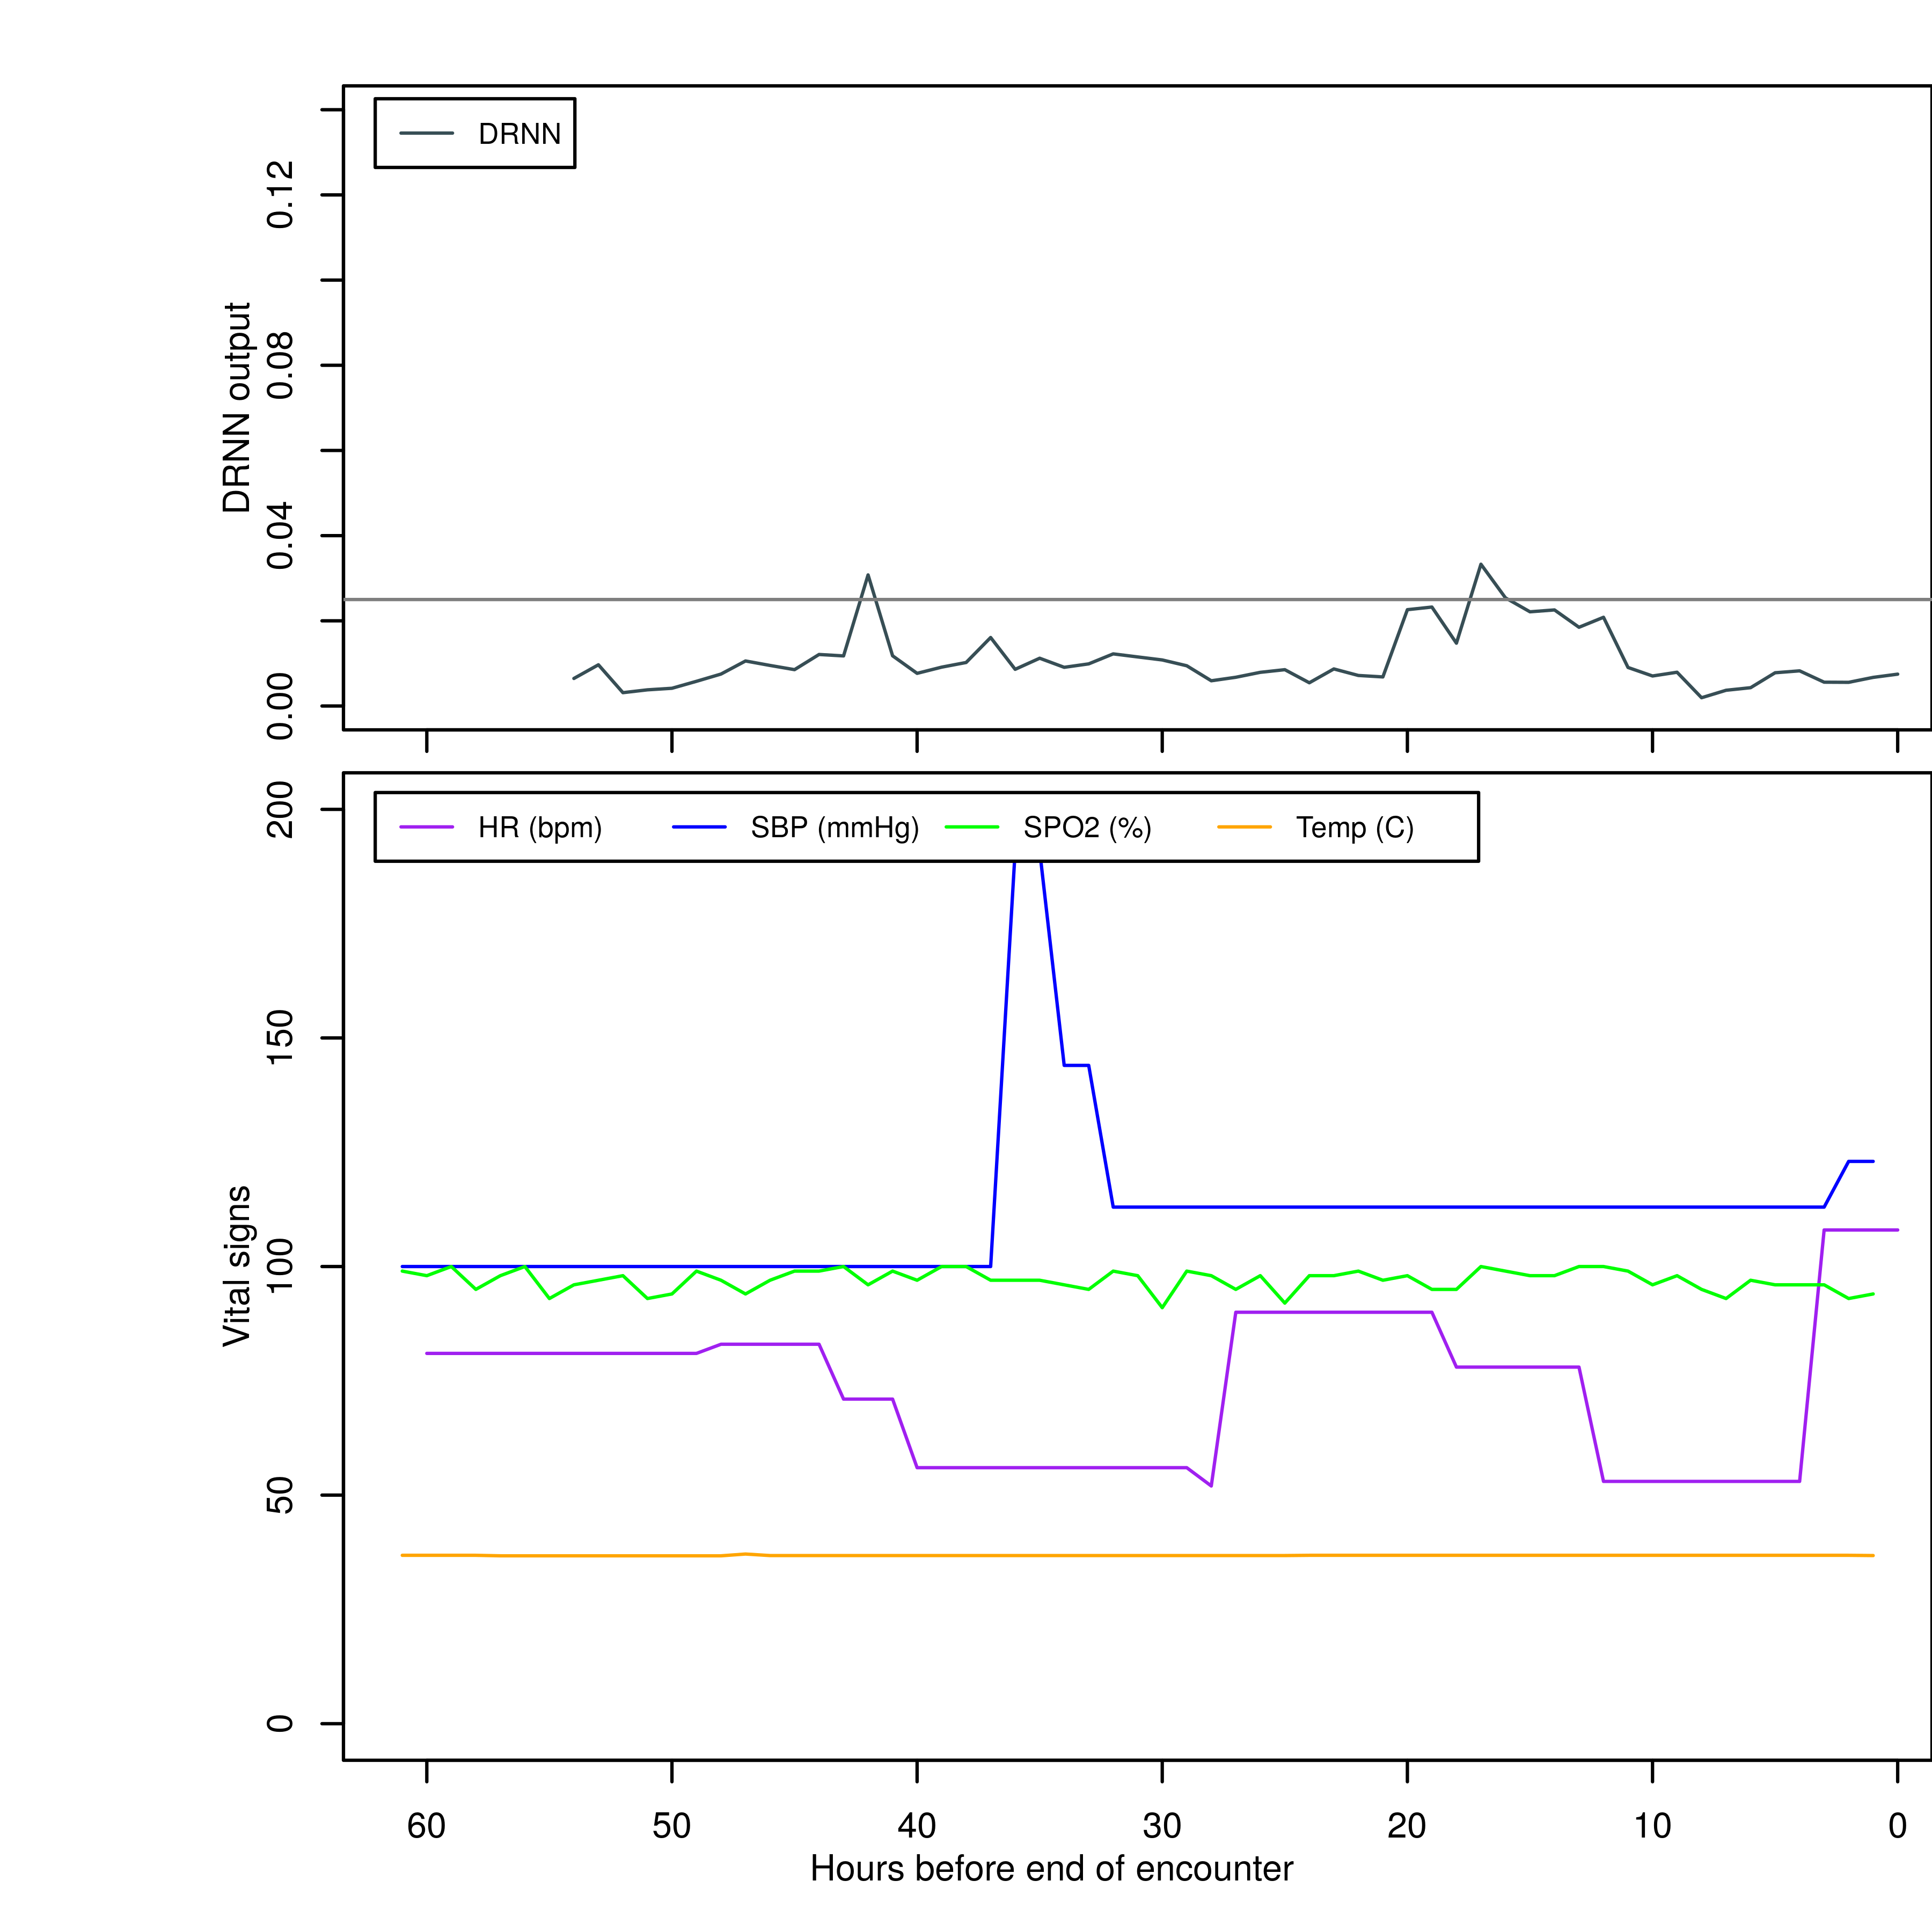 DRNN
DRNN output
0.00 0.04 0.08 0.12
HR (bpm) SBP (mmHg) SPO2 (%) Temp (C)
Vital signs
0 50 100 150 200
60 50 40 30 20 10 0
Hours before end of encounter